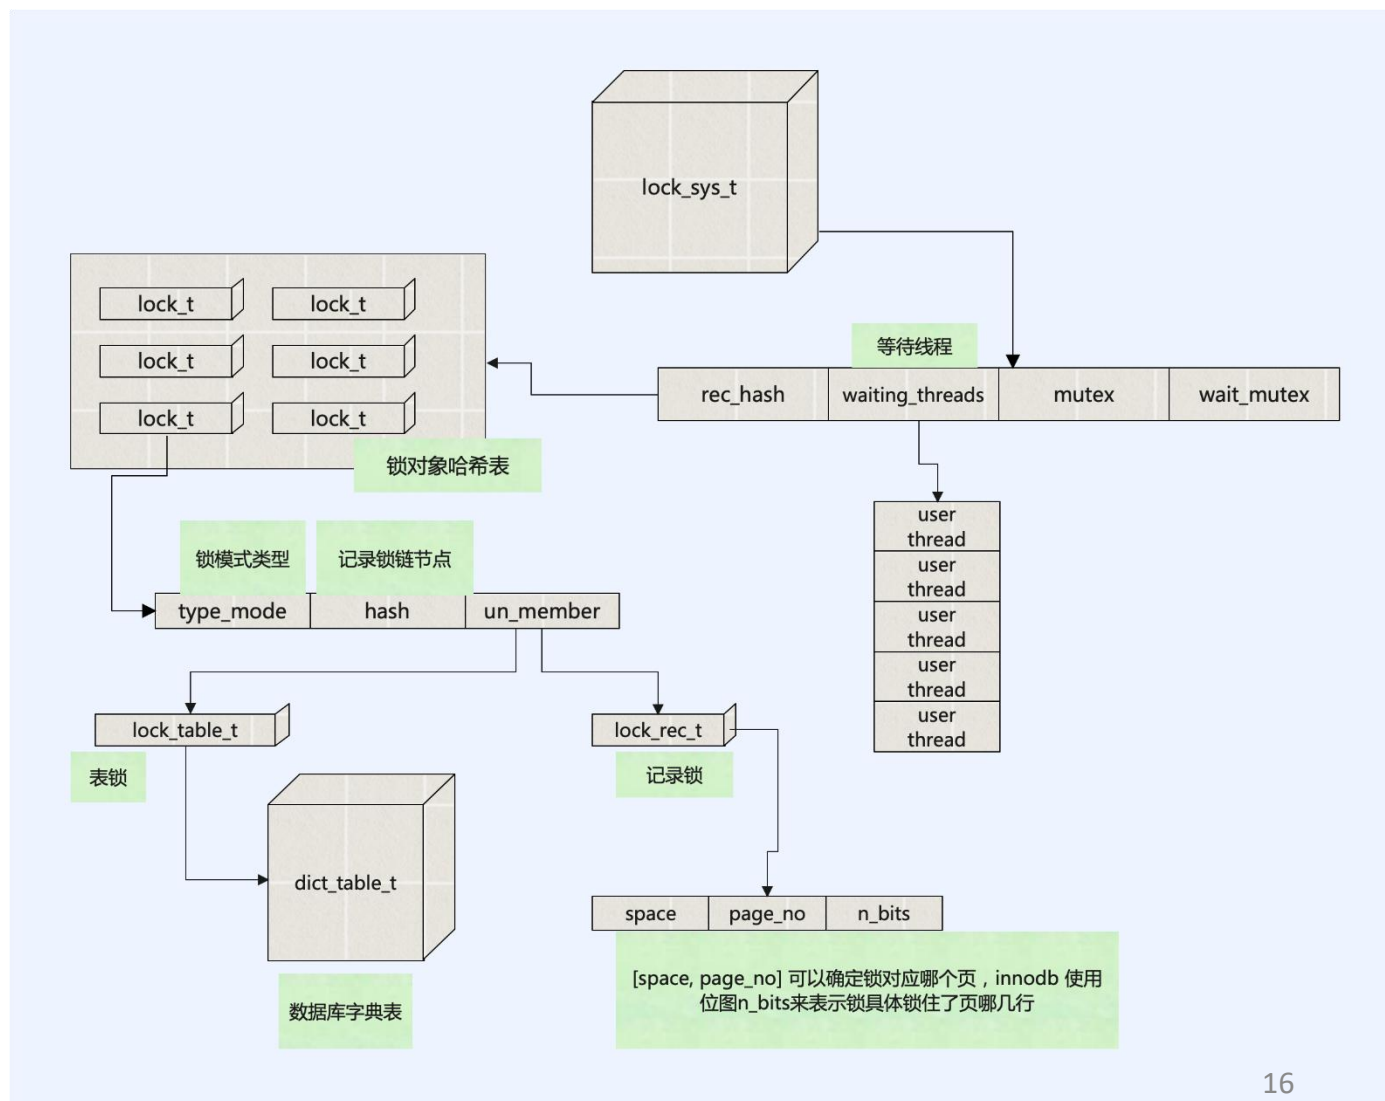 lock_sys_t
lock_t
lock_t
lock_t
lock_t
lock_t
lock_t
锁对象哈希表
等待线程
rec_hash
waiting_threads
mutex
wait_mutex
user
thread
user
thread
user
thread
user
thread
user
thread
锁模式类型
记录锁链节点
type_mode
hash
un_member
lock_table_t
表锁
lock_rec_t
记录锁
dict_table_t
数据库字典表
space
page_no
n_bits
[space, page_no] 可以确定锁对应哪个页，innodb 使用
位图n_bits来表示锁具体锁住了页哪几行
16